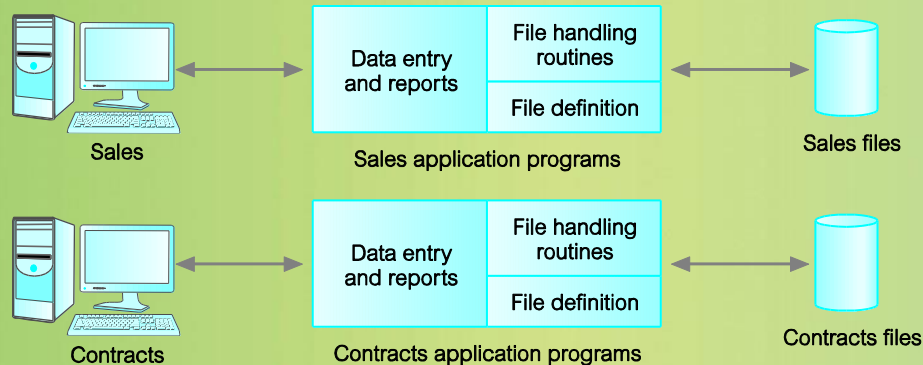 Data entry
and reports
File handling
routines
File definition
Sales
Sales application programs
Sales files
Data entry
and reports
File handling
routines
File definition
Contracts
Contracts application programs
Contracts files